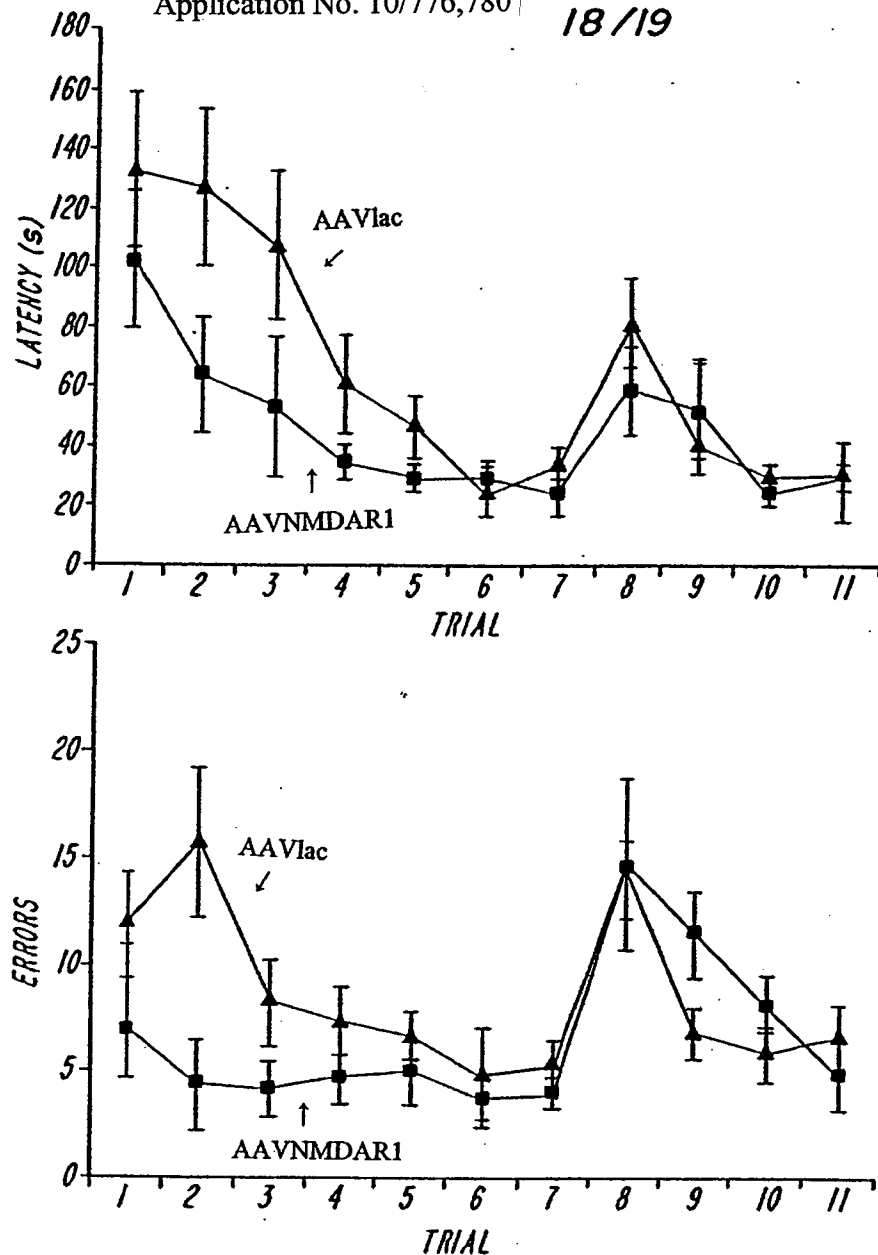 Application No. 10/776,780
18/19
180
160
140
120
100
80
60
40
20
0
LATENCY (s)
AAVlac
AAVNMDAR1
1 2 3 4 5 6 7 8 9 10 11
TRIAL
25
20
15
10
5
0
ERRORS
AAVlac
AAVNMDAR1
1 2 3 4 5 6 7 8 9 10 11
TRIAL